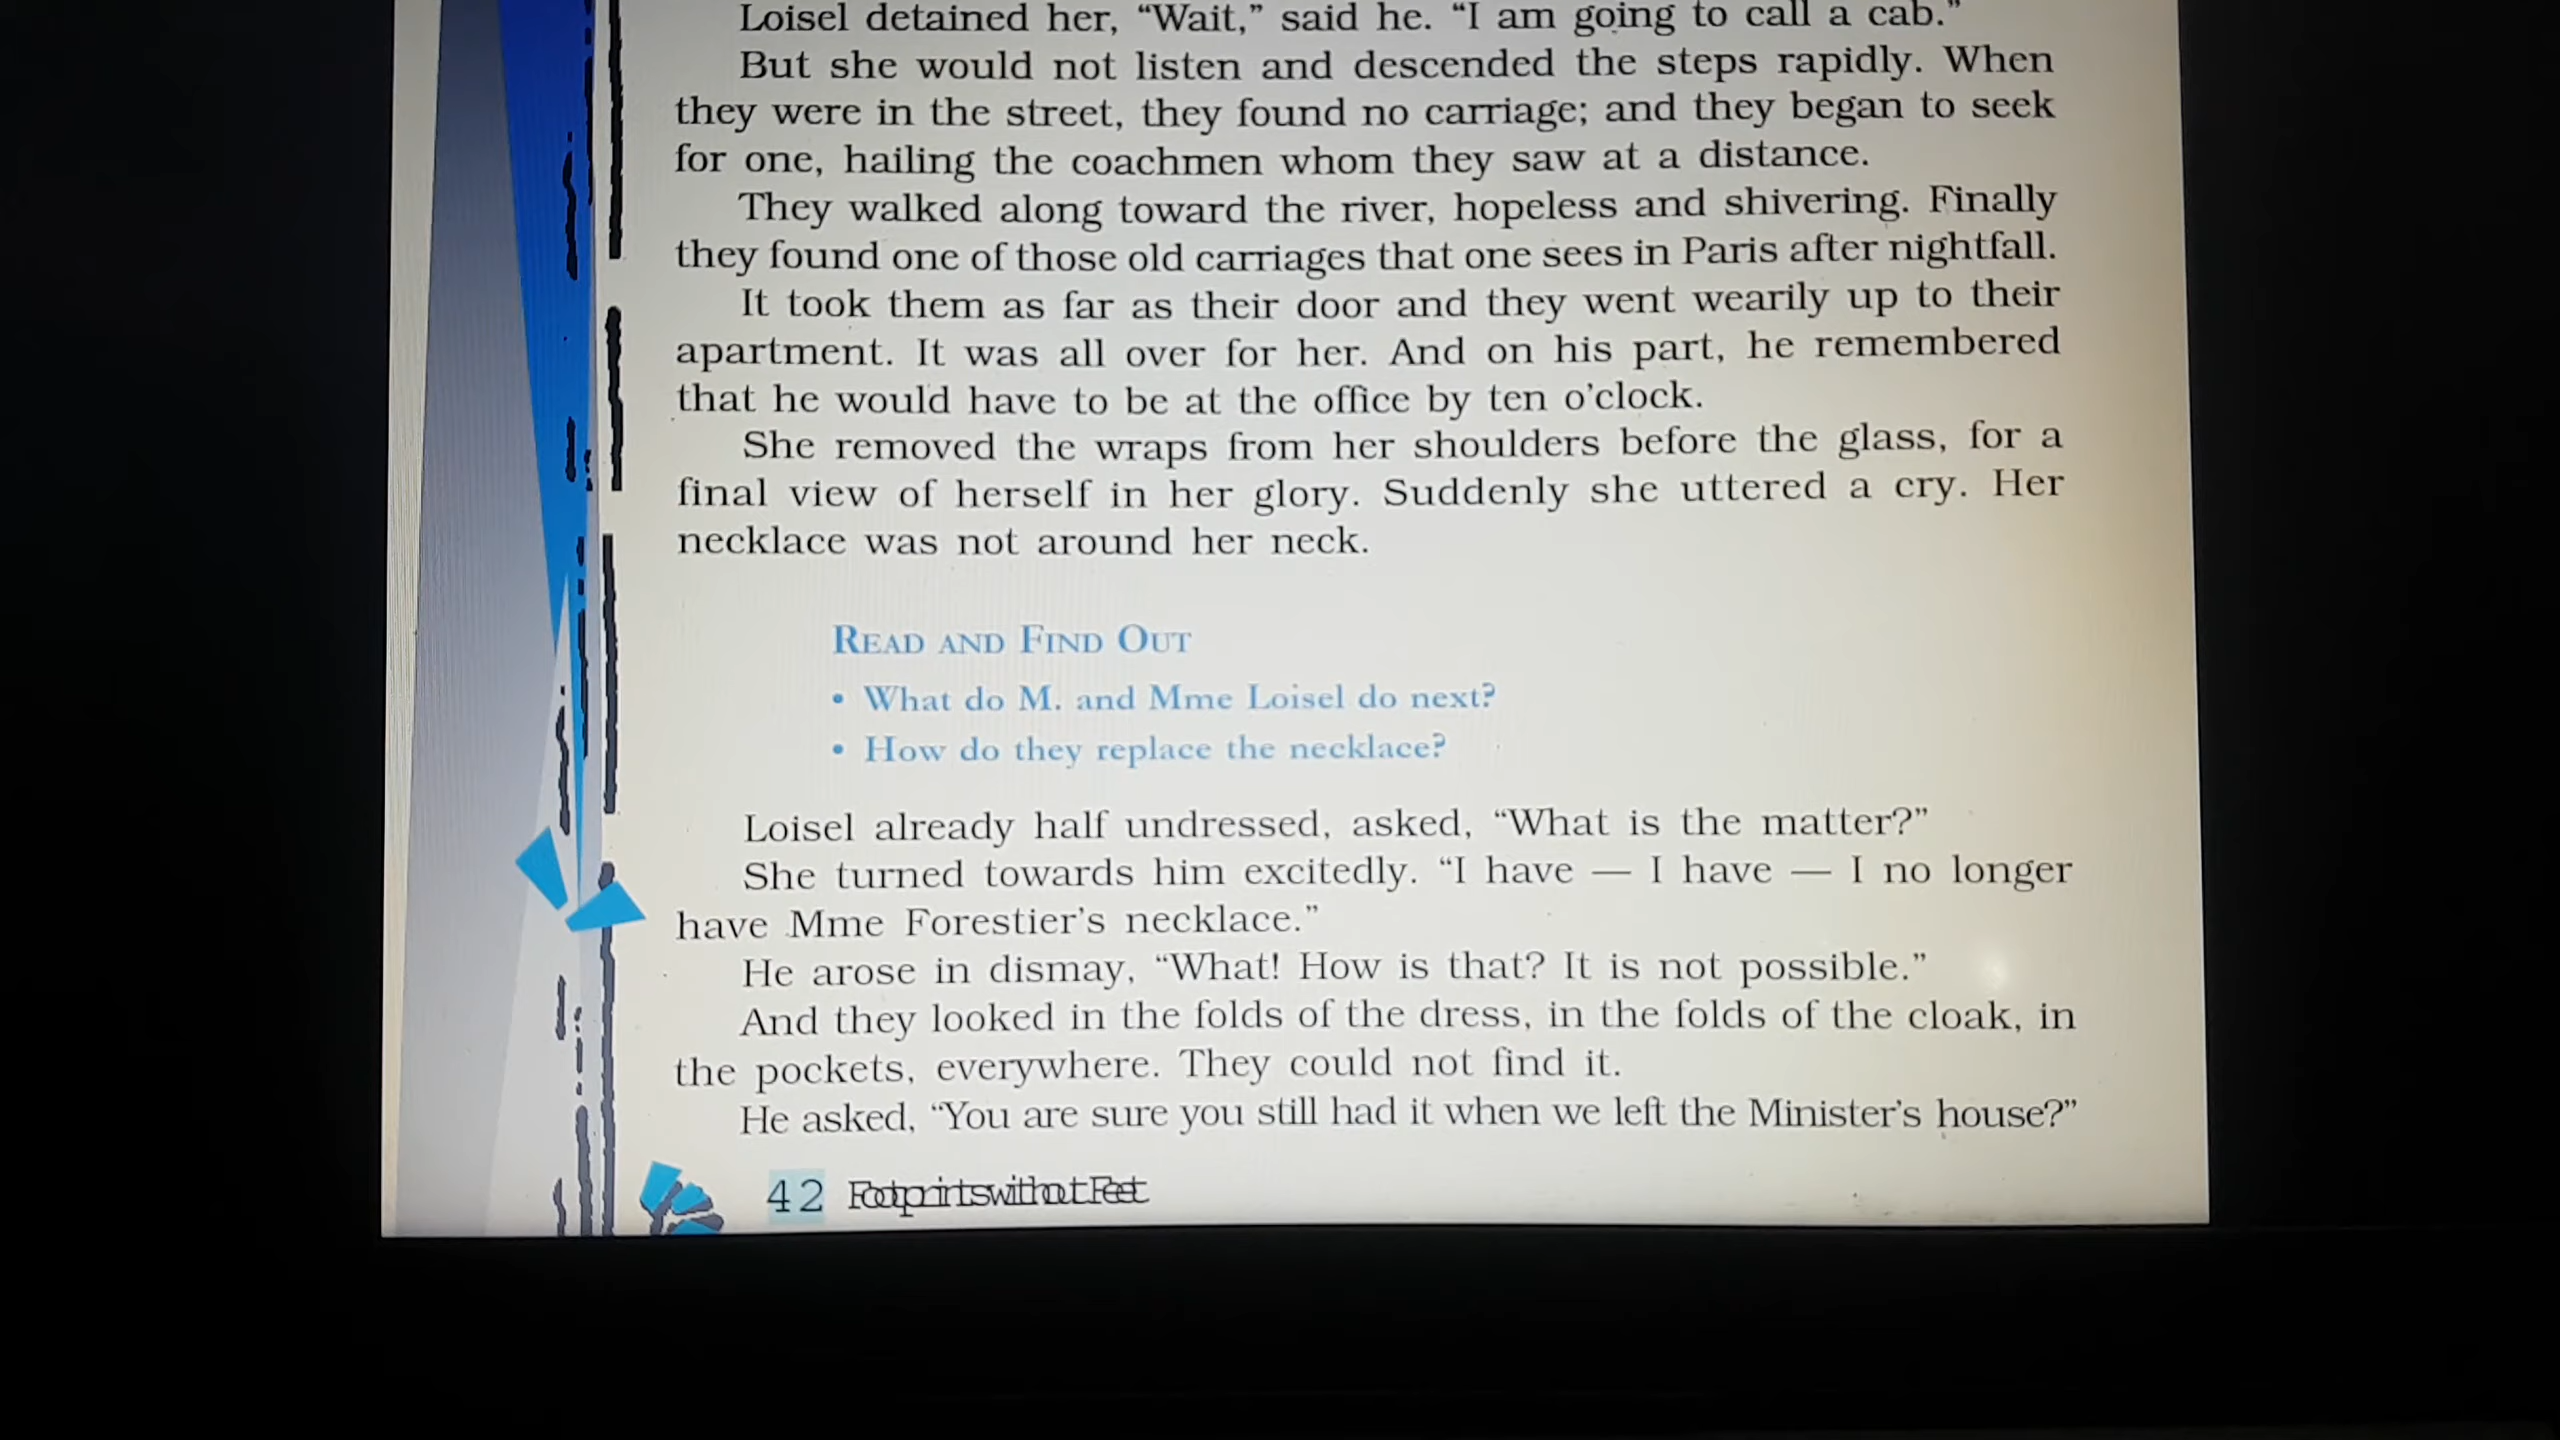 Loisel detained her, “Wait,” said he. “I am going to call a cab.”
But she would not listen and descended the steps rapidly. When
they were in the street, they found no carriage; and they began to seek
for one, hailing the coachmen whom they saw at a distance.
They walked along toward the river, hopeless and shivering. Finally
they found one of those old carriages that one sees in Paris after nightfall.
It took them as far as their door and they went wearily up to their
apartment. It was all over for her. And on his part, he remembered
that he would have to be at the office by ten o’clock.
She removed the wraps from her shoulders before the glass, for a
final view of herself in her glory. Suddenly she uttered a cry. Her
necklace was not around her neck.
READ AND FIND OUT
• What do M. and Mme Loisel do next?
• How do they replace the necklace?
Loisel already half undressed, asked, “What is the matter?”
She turned towards him excitedly. “I have — I have — I no longer
have Mme Forestier’s necklace.”
He arose in dismay, “What! How is that? It is not possible.”
And they looked in the folds of the dress, in the folds of the cloak, in
the pockets, everywhere. They could not find it.
He asked, “You are sure you still had it when we left the Minister’s house?”
42 Footprints without Feet